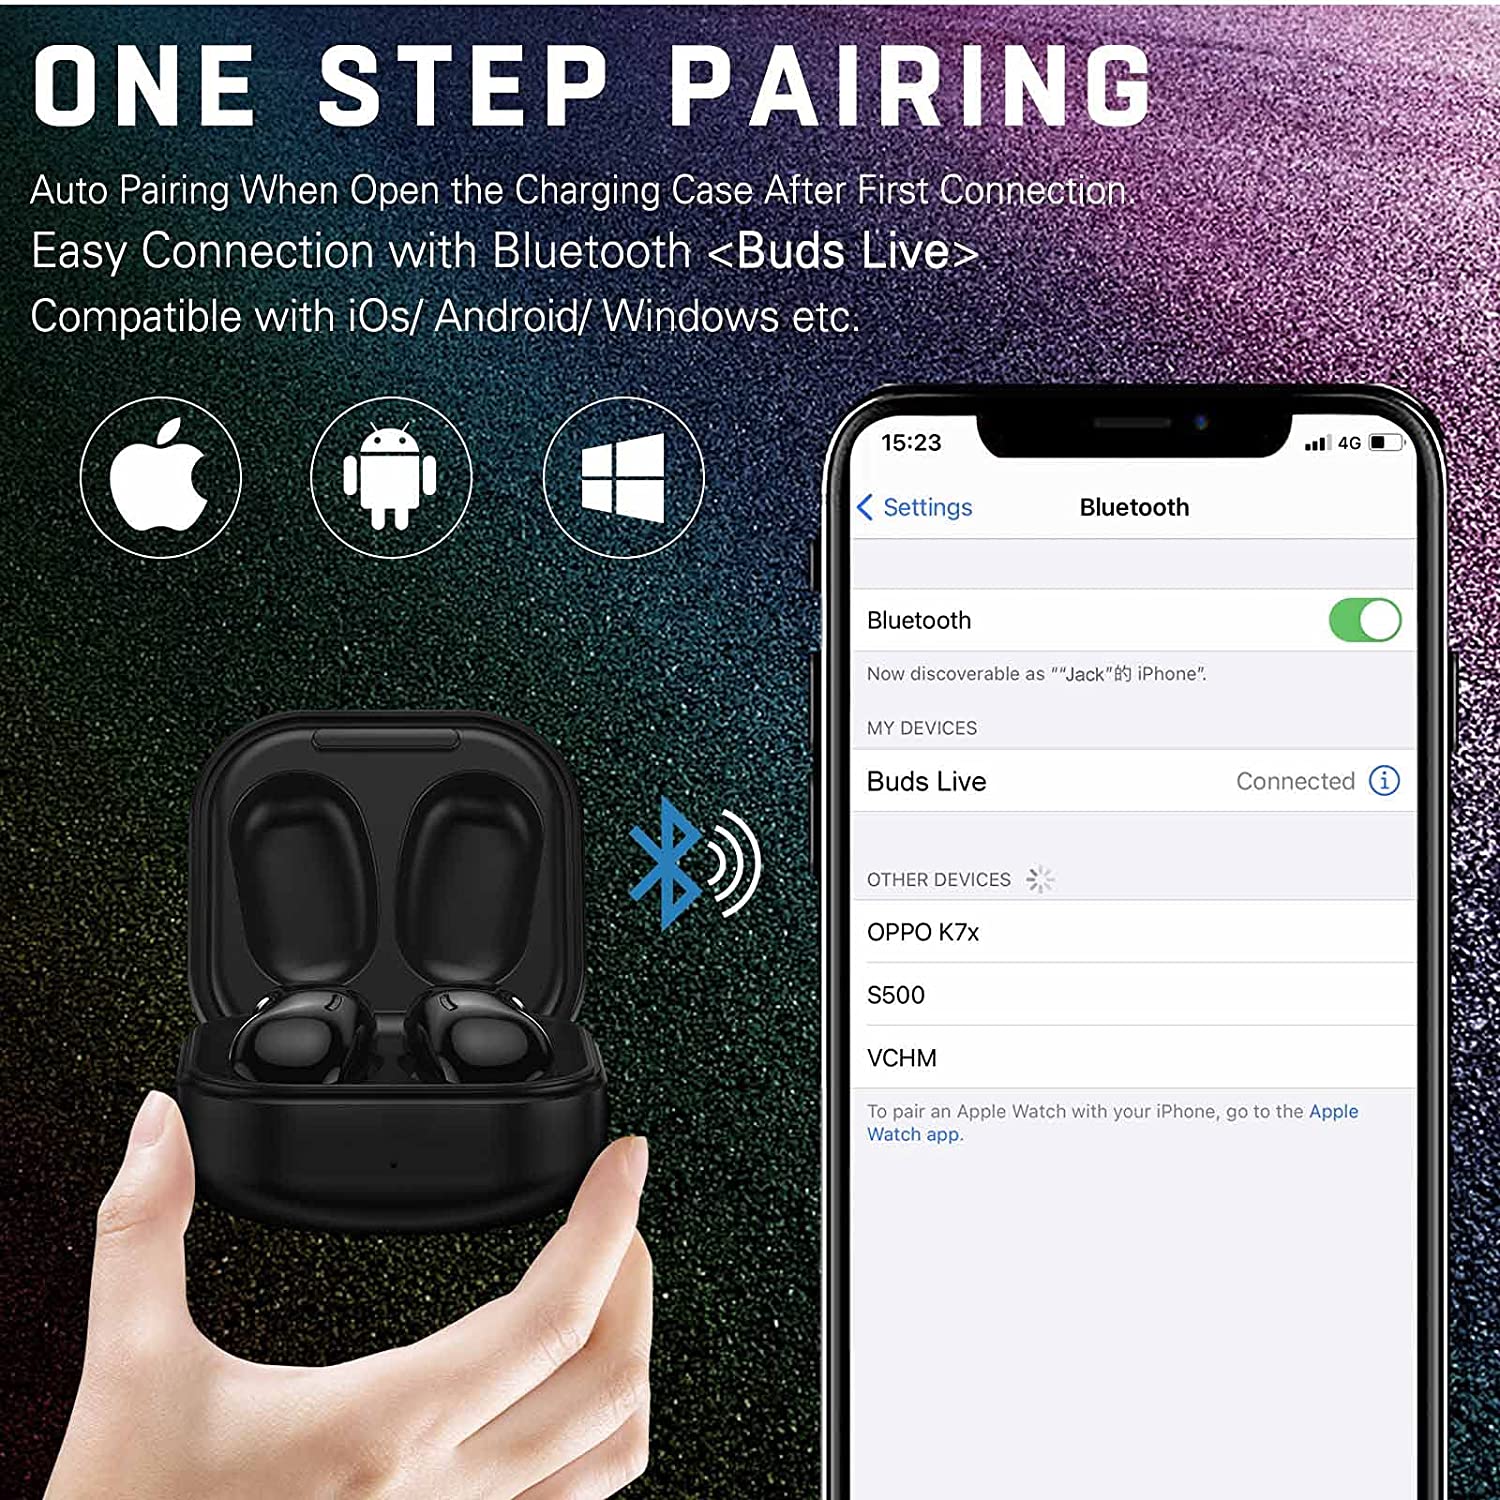 ONE STEP PAIRING
Auto Pairing When Open the Charging Case After First Connection.
Easy Connection with Bluetooth <Buds Live>
Compatible with iOs/ Android/ Windows etc.
15:23
4G
Settings
Bluetooth
Bluetooth
Now discoverable as "“Jack”的 iPhone".
MY DEVICES
Buds Live Connected i
OTHER DEVICES
OPPO K7x
S500
VCHM
To pair an Apple Watch with your iPhone, go to the Apple
Watch app.